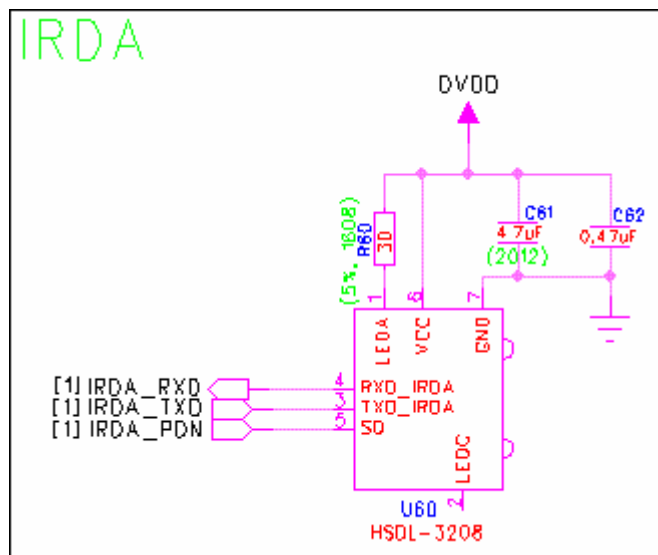 IRDA
DVDD
(5%, 1608)
R60
30
C61
4.7uF
(2012)
C62
0.47uF
1
6
7
LEDA
VCC
GND
[1] IRDA_RXD
4
RXD_IRDA
[1] IRDA_TXD
3
TXD_IRDA
[1] IRDA_PDN
5
SD
LEDC
2
U60
HSDL-3208